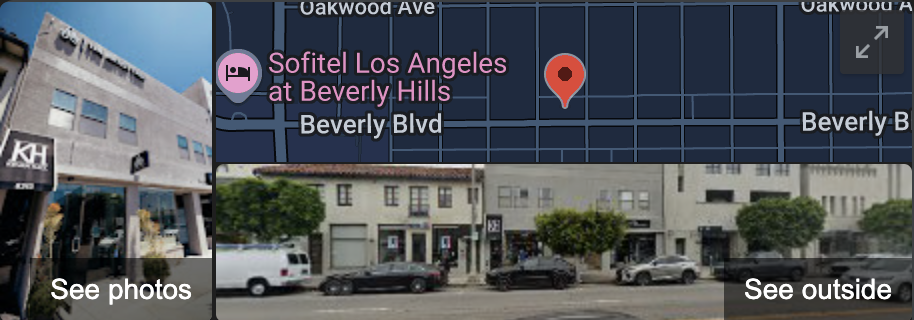 Oakwood Ave
Oakwood A
Sofitel Los Angeles
at Beverly Hills
Beverly Blvd
Beverly B
KH
See photos
See outside